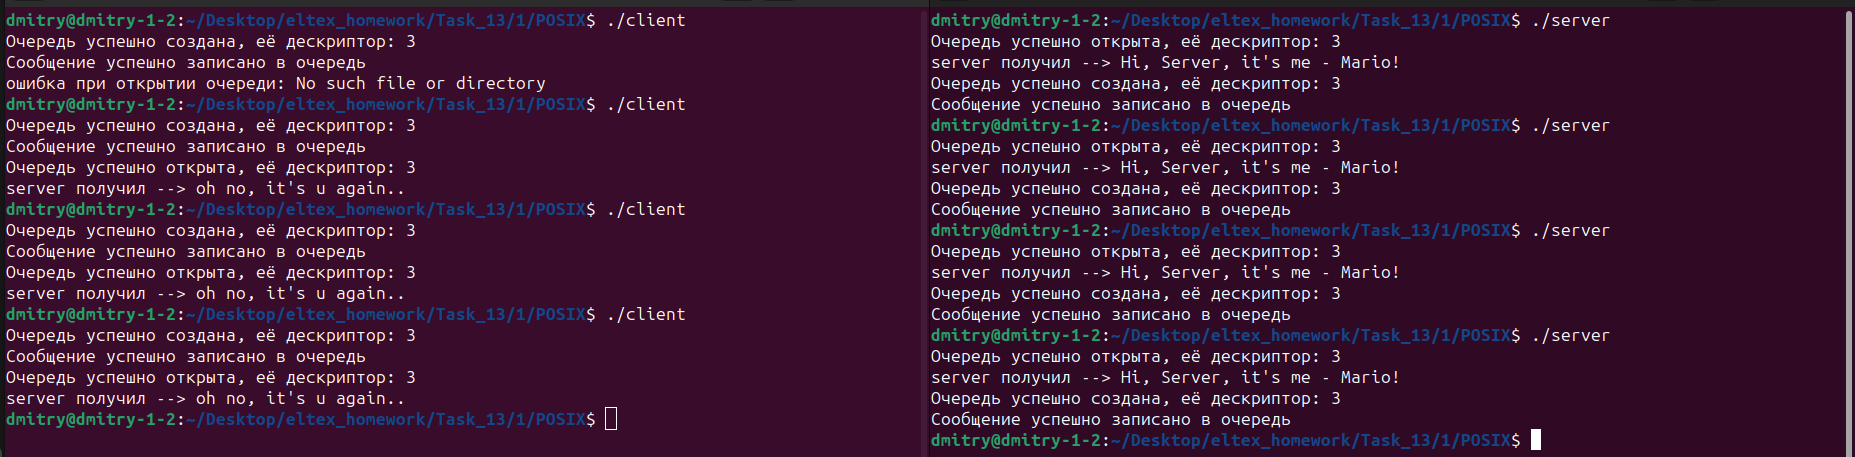 dmitry@dmitry-1-2:~/Desktop/eltex_homework/Task_13/1/POSIX$ ./client
Очередь успешно создана, её дескриптор: 3
Сообщение успешно записано в очередь
ошибка при открытии очереди: No such file or directory
dmitry@dmitry-1-2:~/Desktop/eltex_homework/Task_13/1/POSIX$ ./client
Очередь успешно создана, её дескриптор: 3
Сообщение успешно записано в очередь
Очередь успешно открыта, её дескриптор: 3
server получил --> oh no, it's u again..
dmitry@dmitry-1-2:~/Desktop/eltex_homework/Task_13/1/POSIX$ ./client
Очередь успешно создана, её дескриптор: 3
Сообщение успешно записано в очередь
Очередь успешно открыта, её дескриптор: 3
server получил --> oh no, it's u again..
dmitry@dmitry-1-2:~/Desktop/eltex_homework/Task_13/1/POSIX$ ./client
Очередь успешно создана, её дескриптор: 3
Сообщение успешно записано в очередь
Очередь успешно открыта, её дескриптор: 3
server получил --> oh no, it's u again..
dmitry@dmitry-1-2:~/Desktop/eltex_homework/Task_13/1/POSIX$
dmitry@dmitry-1-2:~/Desktop/eltex_homework/Task_13/1/POSIX$ ./server
Очередь успешно открыта, её дескриптор: 3
server получил --> Hi, Server, it's me - Mario!
Очередь успешно создана, её дескриптор: 3
Сообщение успешно записано в очередь
dmitry@dmitry-1-2:~/Desktop/eltex_homework/Task_13/1/POSIX$ ./server
Очередь успешно открыта, её дескриптор: 3
server получил --> Hi, Server, it's me - Mario!
Очередь успешно создана, её дескриптор: 3
Сообщение успешно записано в очередь
dmitry@dmitry-1-2:~/Desktop/eltex_homework/Task_13/1/POSIX$ ./server
Очередь успешно открыта, её дескриптор: 3
server получил --> Hi, Server, it's me - Mario!
Очередь успешно создана, её дескриптор: 3
Сообщение успешно записано в очередь
dmitry@dmitry-1-2:~/Desktop/eltex_homework/Task_13/1/POSIX$ ./server
Очередь успешно открыта, её дескриптор: 3
server получил --> Hi, Server, it's me - Mario!
Очередь успешно создана, её дескриптор: 3
Сообщение успешно записано в очередь
dmitry@dmitry-1-2:~/Desktop/eltex_homework/Task_13/1/POSIX$